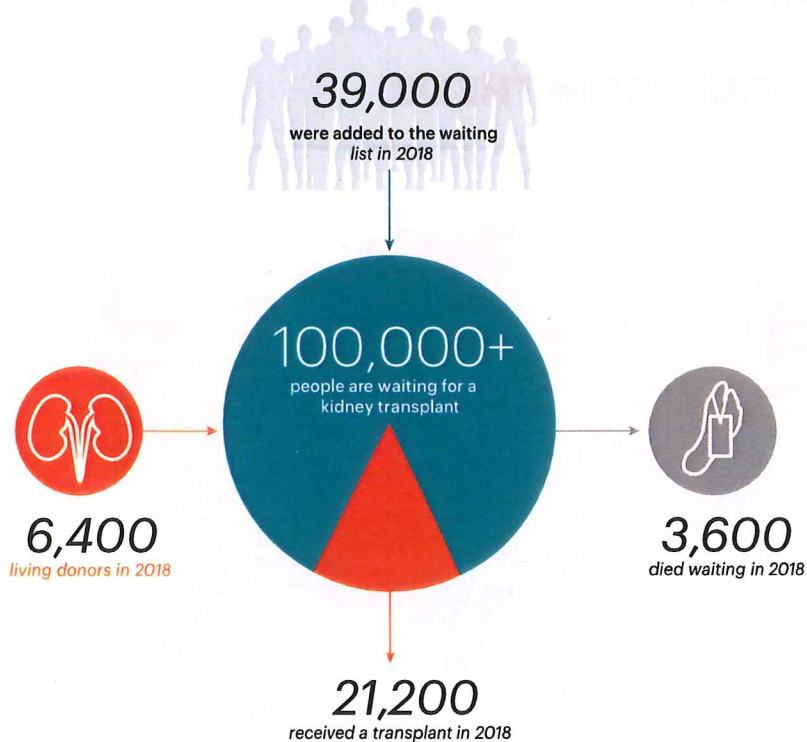 39,000
were added to the waiting
list in 2018
100,000+
people are waiting for a
kidney transplant
6,400
living donors in 2018
3,600
died waiting in 2018
21,200
received a transplant in 2018